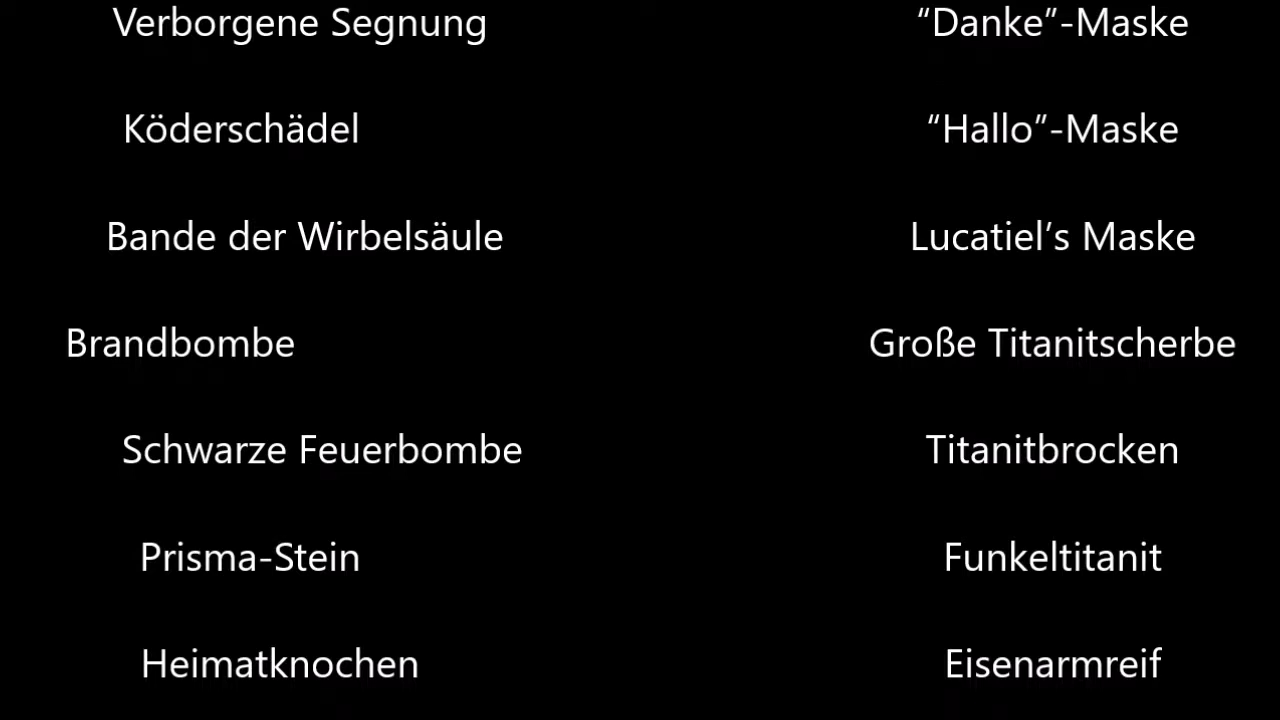 Verborgene Segnung “Danke”-Maske
Köderschädel “Hallo”-Maske
Bande der Wirbelsäule Lucatiel’s Maske
Brandbombe Große Titanitscherbe
Schwarze Feuerbombe Titanitbrocken
Prisma-Stein Funkeltitanit
Heimatknochen Eisenarmreif